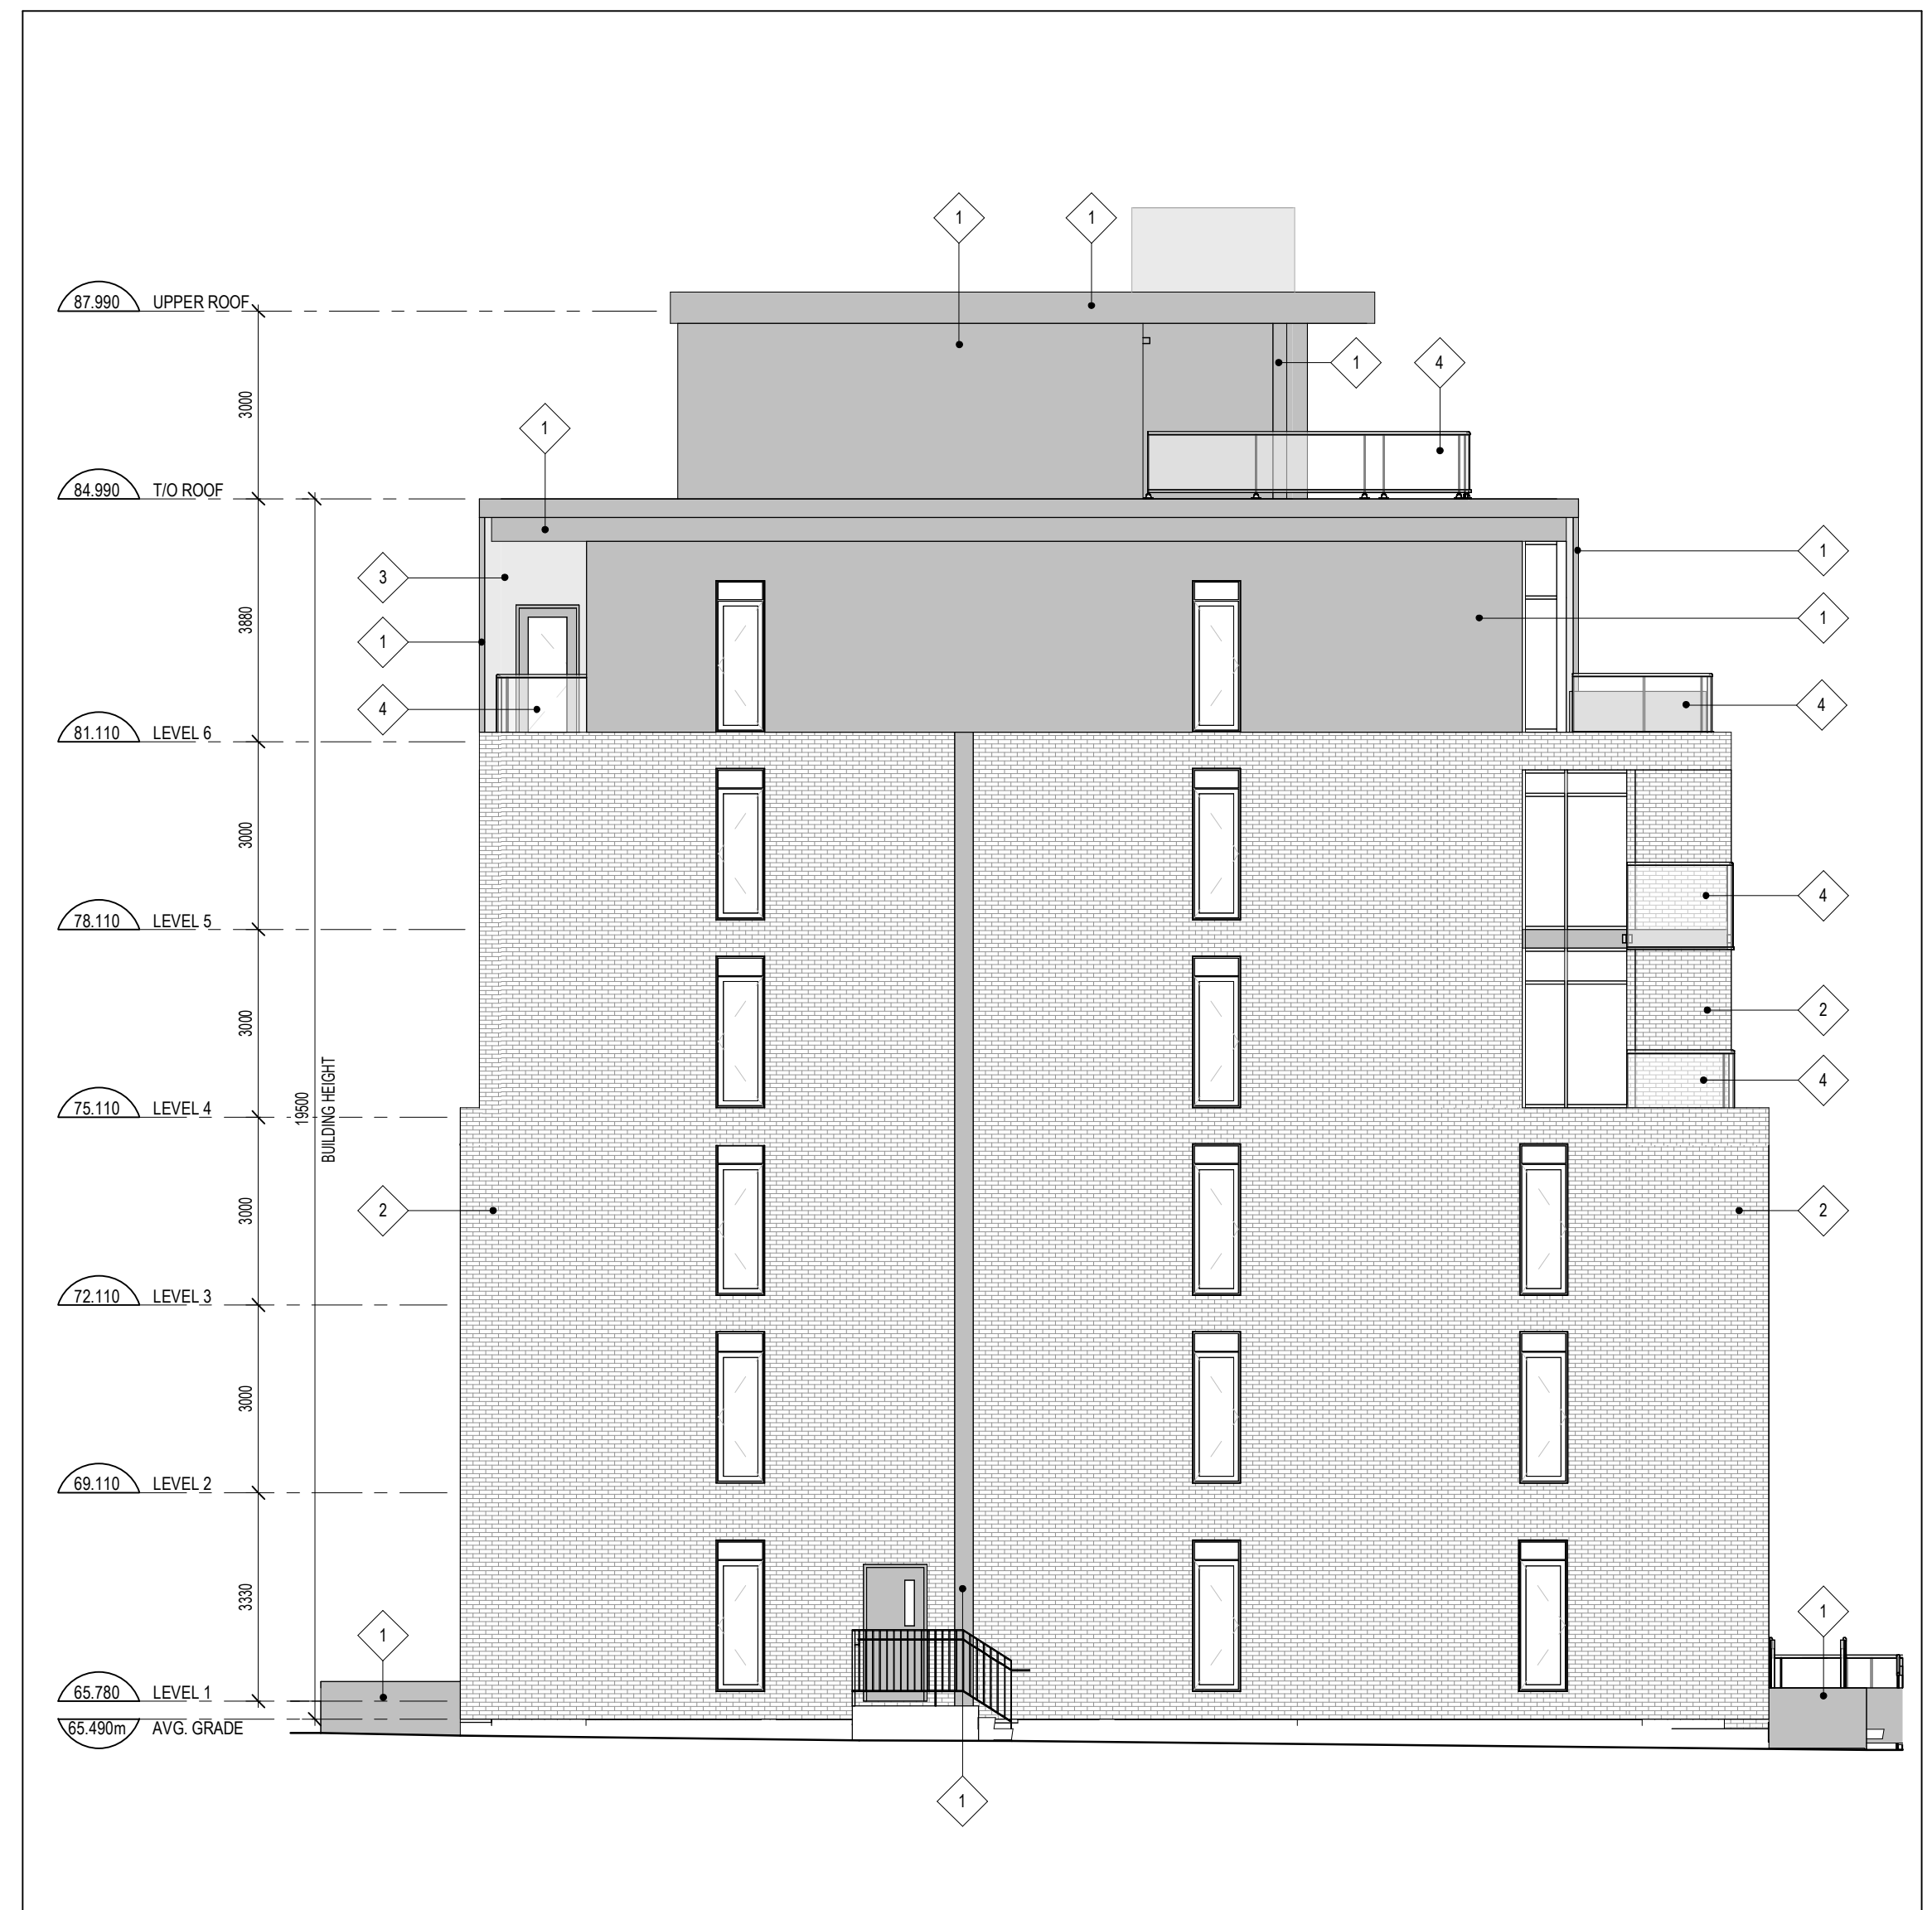 1
1
87.990 UPPER ROOF
3000
1
4
1
84.990 T/O ROOF
3
1
3880
1
1
4
4
81.110 LEVEL 6
3000
4
78.110 LEVEL 5
3000
2
4
19500
BUILDING HEIGHT
75.110 LEVEL 4
3000
2
2
72.110 LEVEL 3
3000
69.110 LEVEL 2
3330
1
1
65.780 LEVEL 1
65.490m AVG. GRADE
1